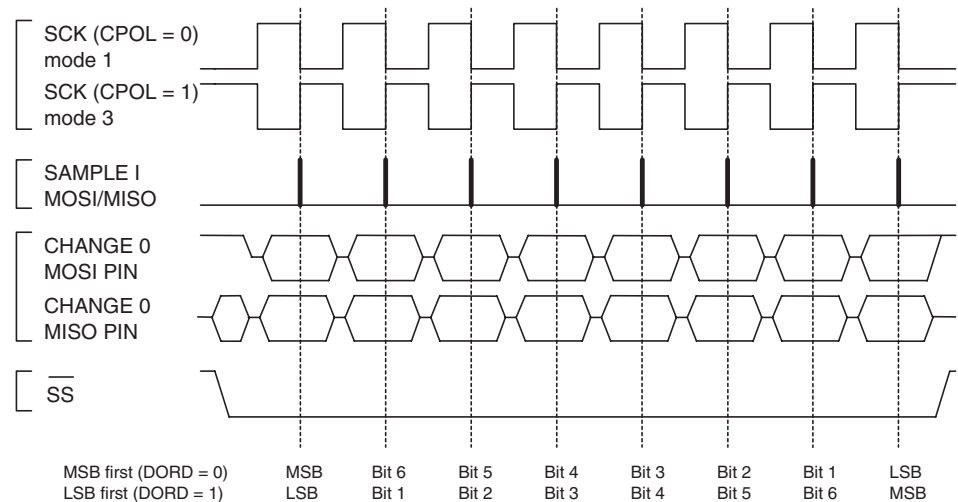 SCK (CPOL = 0)
mode 1
SCK (CPOL = 1)
mode 3
SAMPLE I
MOSI/MISO
CHANGE 0
MOSI PIN
CHANGE 0
MISO PIN
SS
MSB first (DORD = 0) MSB Bit 6 Bit 5 Bit 4 Bit 3 Bit 2 Bit 1 LSB
LSB first (DORD = 1) LSB Bit 1 Bit 2 Bit 3 Bit 4 Bit 5 Bit 6 MSB